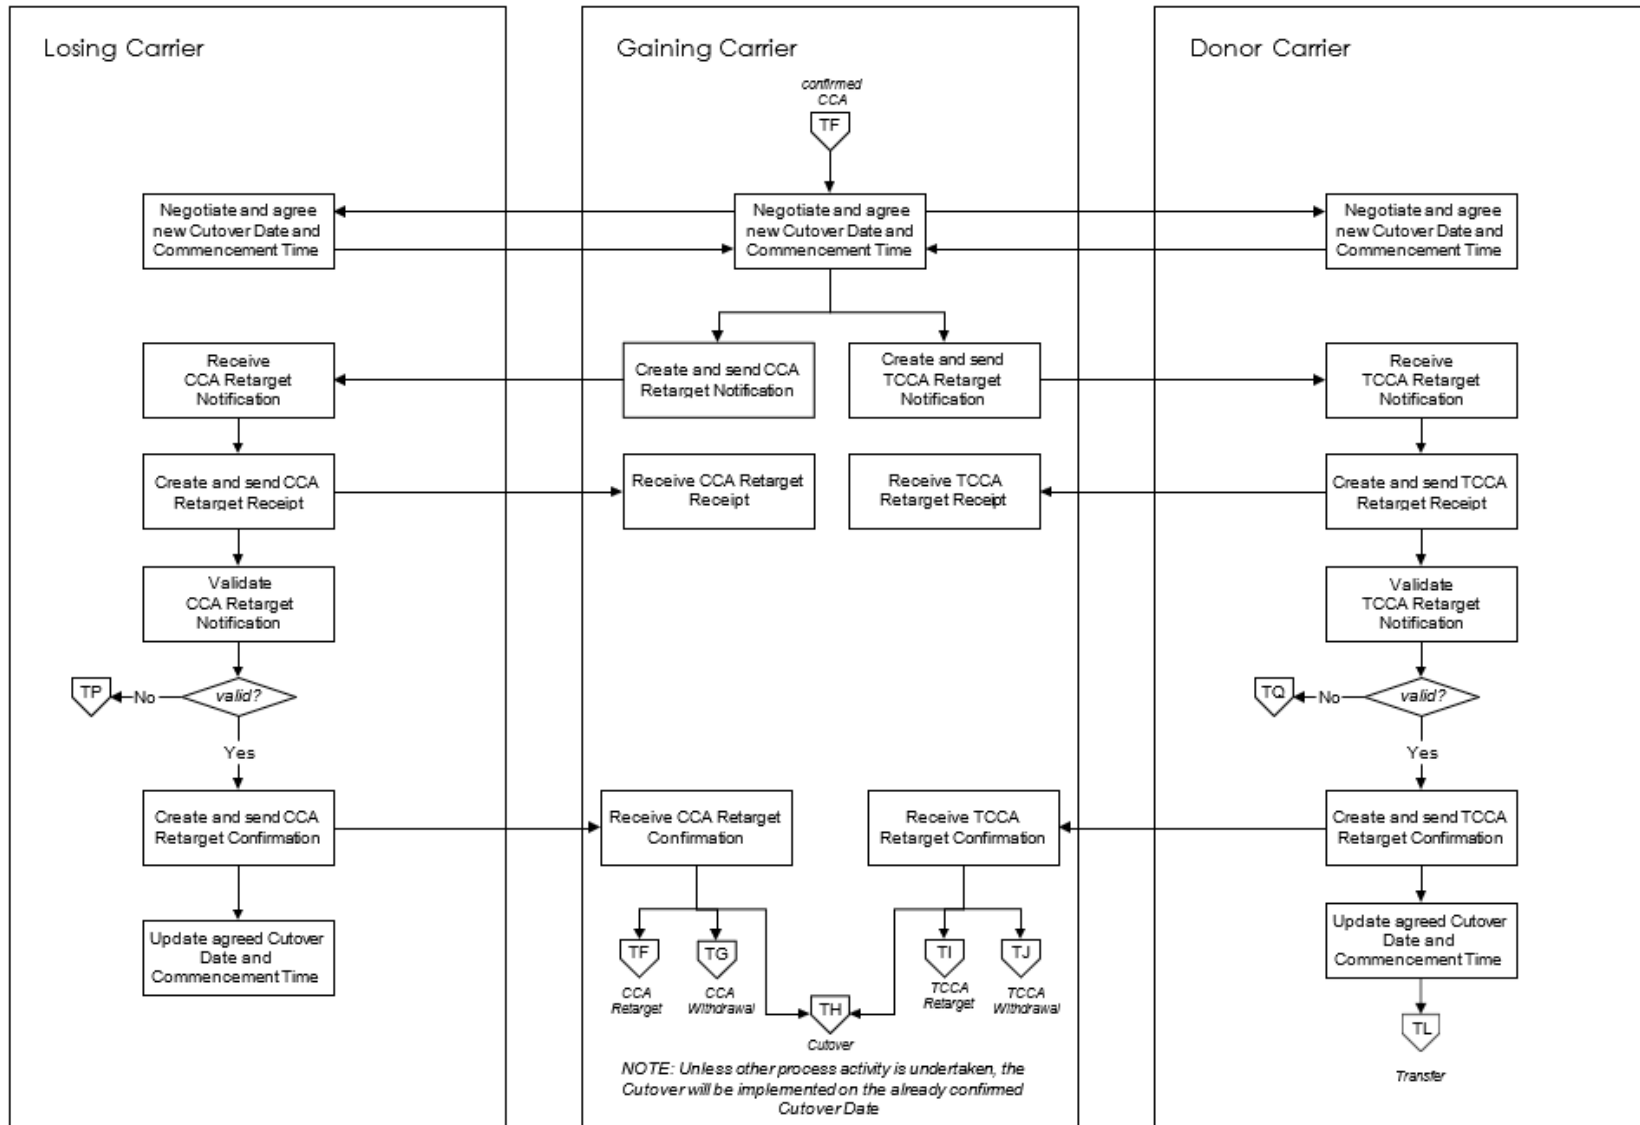 Losing Carrier
Gaining Carrier
Donor Carrier
confirmed
CCA
TF
Negotiate and agree
new Cutover Date and
Commencement Time
Negotiate and agree
new Cutover Date and
Commencement Time
Negotiate and agree
new Cutover Date and
Commencement Time
Receive
CCA Retarget
Notification
Create and send CCA
Retarget Notification
Create and send
TCCA Retarget
Notification
Receive
TCCA Retarget
Notification
Create and send CCA
Retarget Receipt
Receive CCA Retarget
Receipt
Receive TCCA
Retarget Receipt
Create and send TCCA
Retarget Receipt
Validate
CCA Retarget
Notification
Validate
TCCA Retarget
Notification
TP
No
valid?
TQ
No
valid?
Yes
Yes
Create and send CCA
Retarget Confirmation
Receive CCA Retarget
Confirmation
Receive TCCA
Retarget Confirmation
Create and send TCCA
Retarget Confirmation
Update agreed Cutover
Date and
Commencement Time
TF
CCA
Retarget
TG
CCA
Withdrawal
TI
TCCA
Retarget
TJ
TCCA
Withdrawal
Update agreed Cutover
Date and
Commencement Time
TH
Cutover
TL
Transfer
NOTE: Unless other process activity is undertaken, the
Cutover will be implemented on the already confirmed
Cutover Date